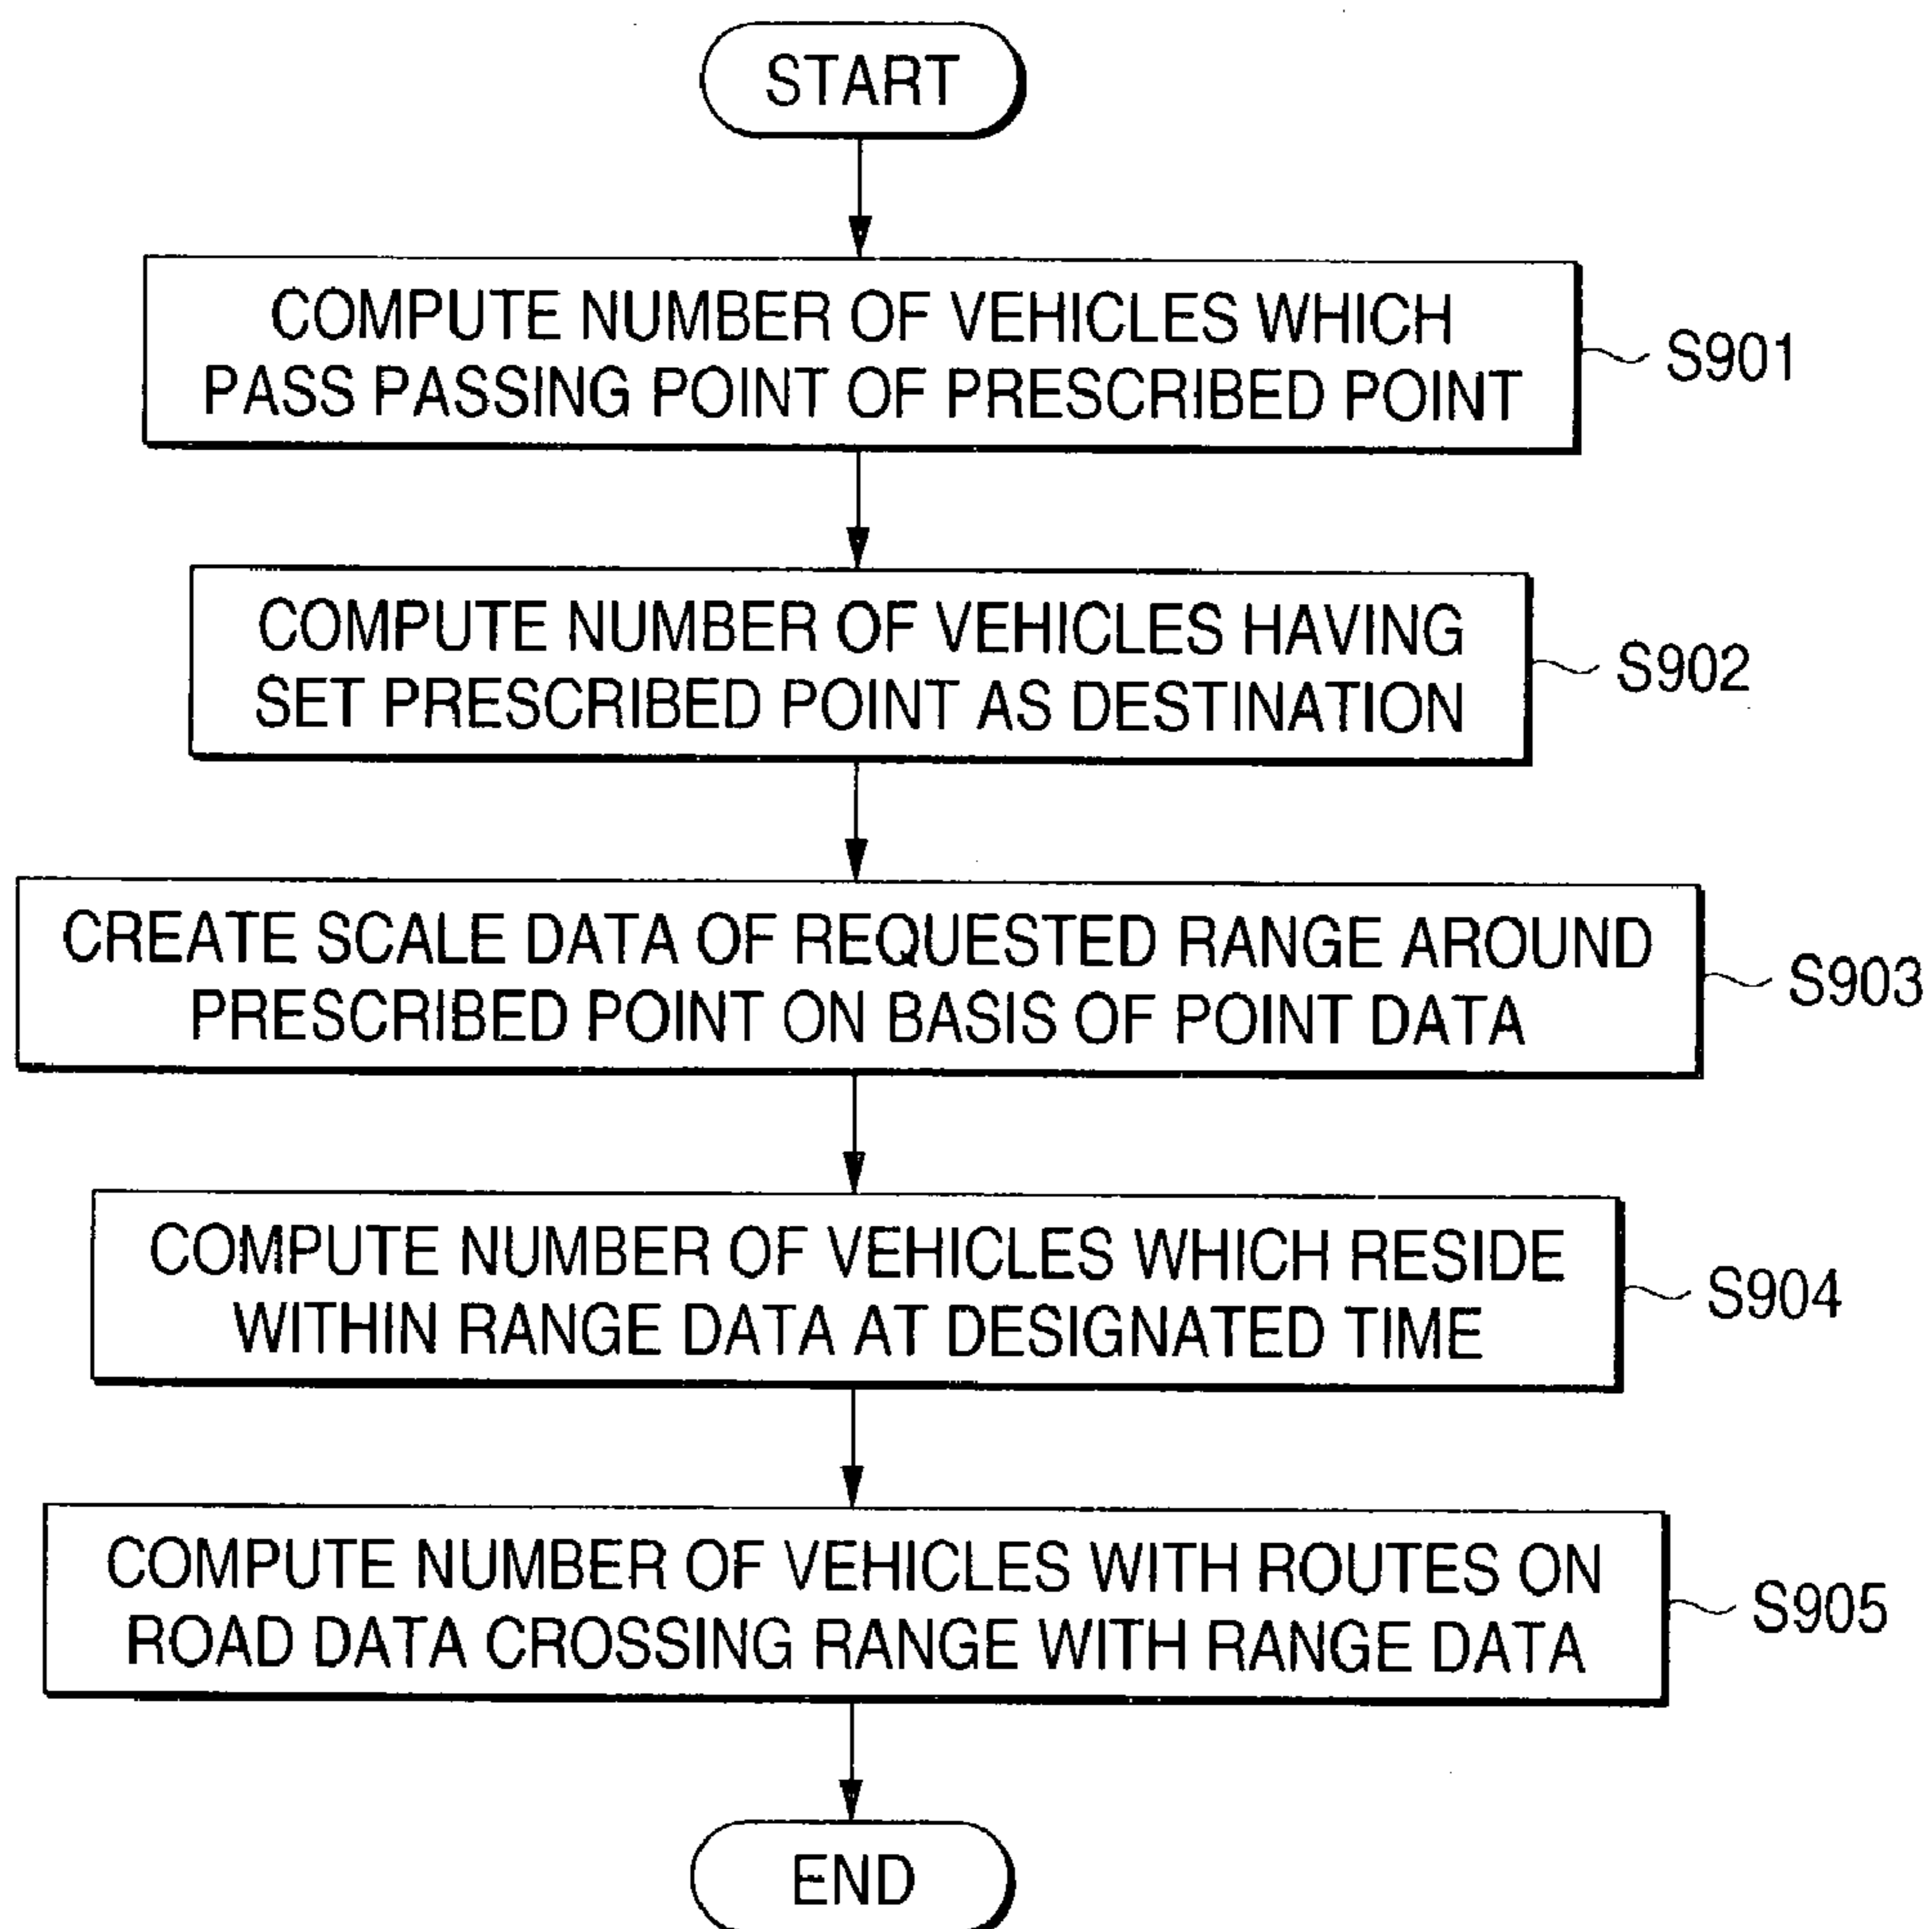 START
COMPUTE NUMBER OF VEHICLES WHICH
PASS PASSING POINT OF PRESCRIBED POINT
S901
COMPUTE NUMBER OF VEHICLES HAVING
SET PRESCRIBED POINT AS DESTINATION
S902
CREATE SCALE DATA OF REQUESTED RANGE AROUND
PRESCRIBED POINT ON BASIS OF POINT DATA
S903
COMPUTE NUMBER OF VEHICLES WHICH RESIDE
WITHIN RANGE DATA AT DESIGNATED TIME
S904
COMPUTE NUMBER OF VEHICLES WITH ROUTES ON
ROAD DATA CROSSING RANGE WITH RANGE DATA
S905
END